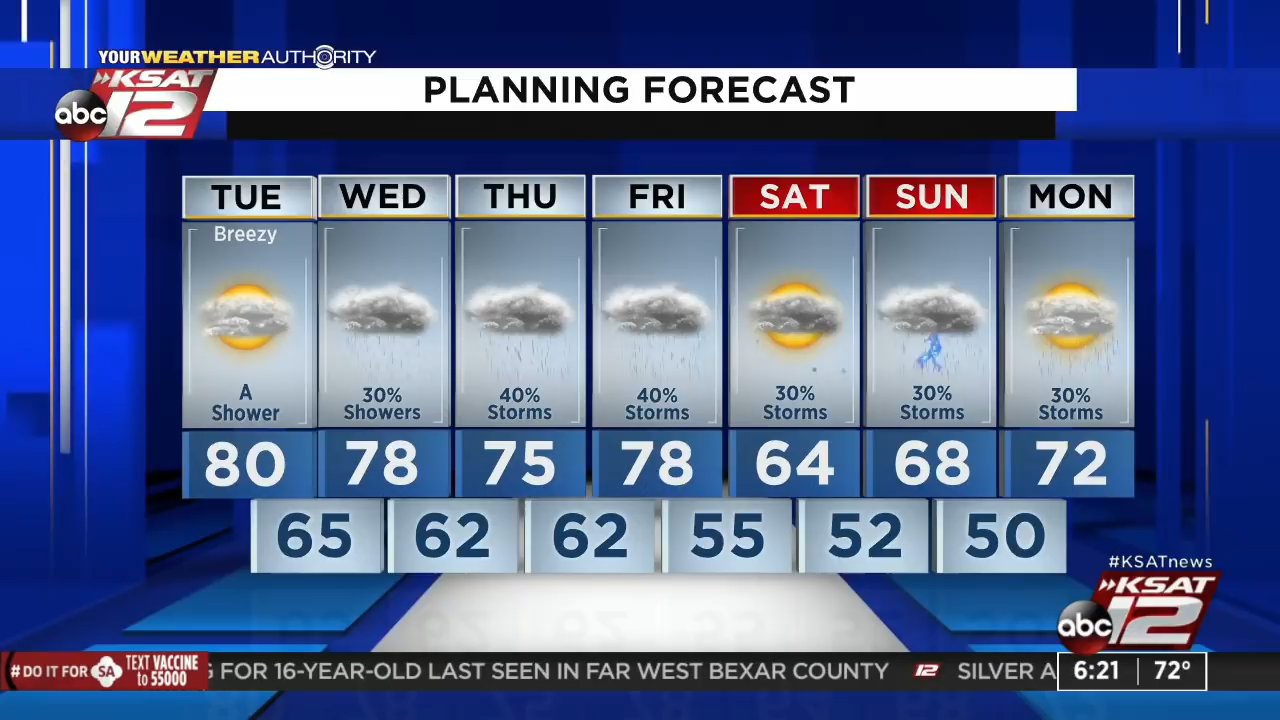 YOURWEATHERAUTHORITY
KSAT
abc 12
PLANNING FORECAST
TUE WED THU FRI SAT SUN MON
Breezy
A Shower
30% Showers
40% Storms
40% Storms
30% Storms
30% Storms
30% Storms
80 78 75 78 64 68 72
65 62 62 55 52 50
#KSATnews
KSAT
abc 12
# DO IT FOR SA TEXT VACCINE to 55000
FOR 16-YEAR-OLD LAST SEEN IN FAR WEST BEXAR COUNTY 12 SILVER A
6:21 72°